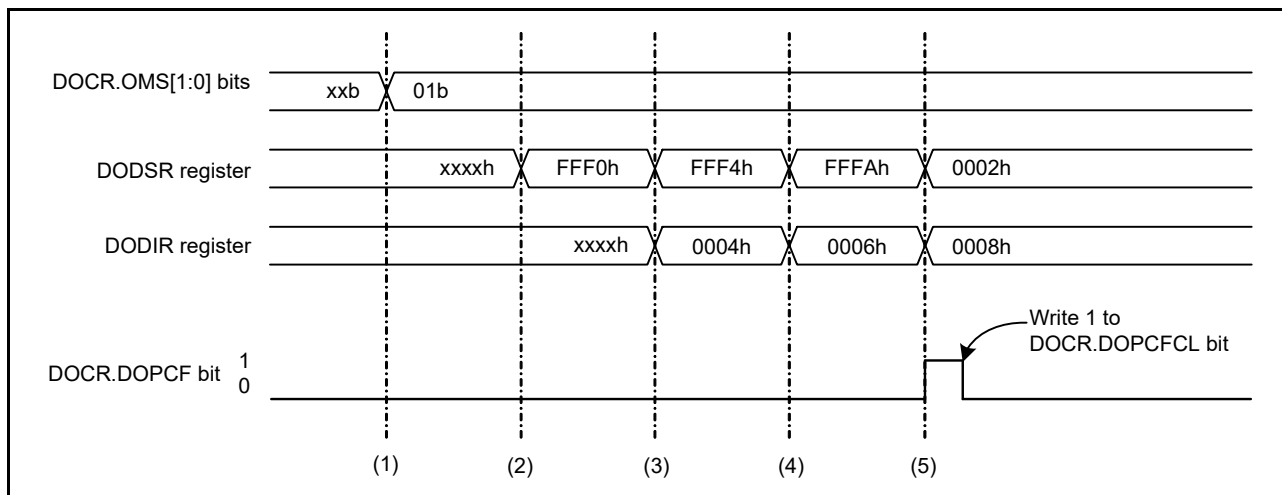 DOCR.OMS[1:0] bits
xxb
01b
DODSR register
xxxxh
FFF0h
FFF4h
FFFAh
0002h
DODIR register
xxxxh
0004h
0006h
0008h
Write 1 to
DOCR.DOPCFCL bit
DOCR.DOPCF bit
1
0
(1)
(2)
(3)
(4)
(5)